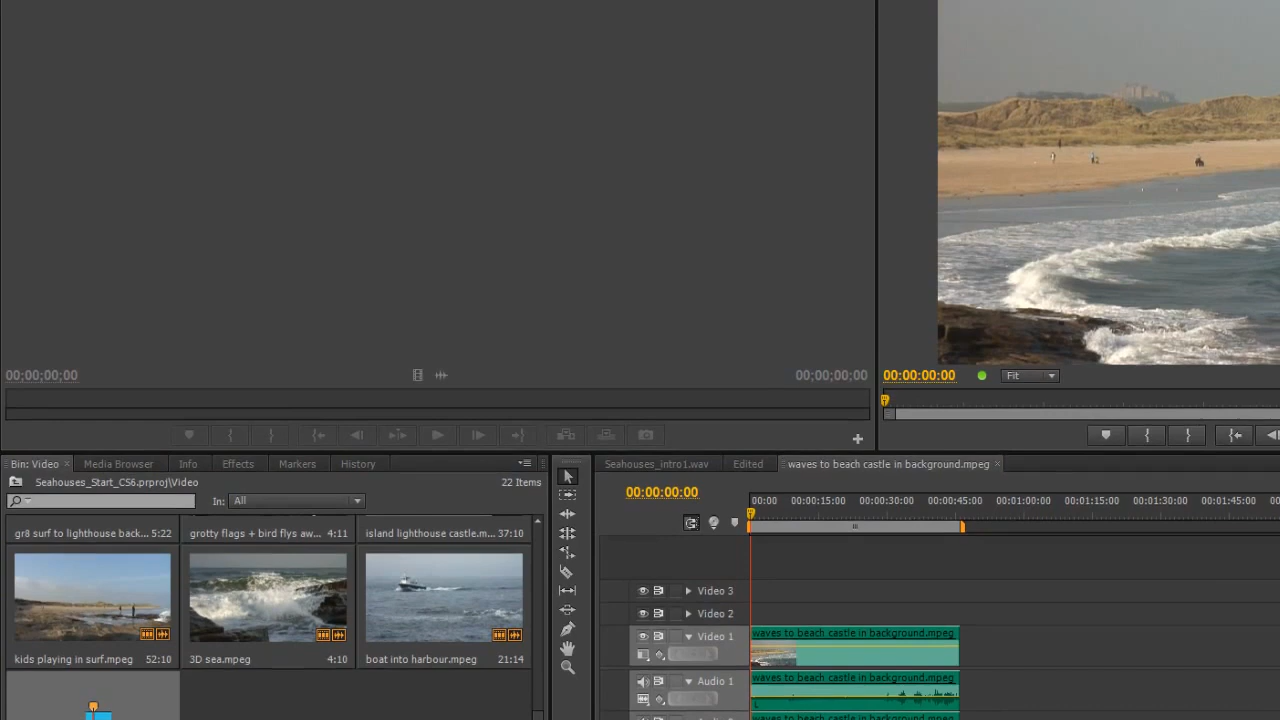 00;00;00;00
00;00;00;00
00:00:00:00
Fit
Bin: Video
Media Browser
Info
Effects
Markers
History
Seahouses_Start_CS6.prproj\Video
22 Items
In:
All
gr8 surf to lighthouse back... 5:22
grotty flags + bird flys aw... 4:11
island lighthouse castle.m... 37:10
kids playing in surf.mpeg 52:10
3D sea.mpeg 4:10
boat into harbour.mpeg 21:14
Seahouses_intro1.wav
Edited
waves to beach castle in background.mpeg
00:00:00:00
00:00 00:00:15:00 00:00:30:00 00:00:45:00 00:01:00:00 00:01:15:00 00:01:30:00 00:01:45:00
Video 3
Video 2
Video 1
waves to beach castle in background.mpeg
Audio 1
waves to beach castle in background.mpeg
L
waves to beach castle in background.mpeg